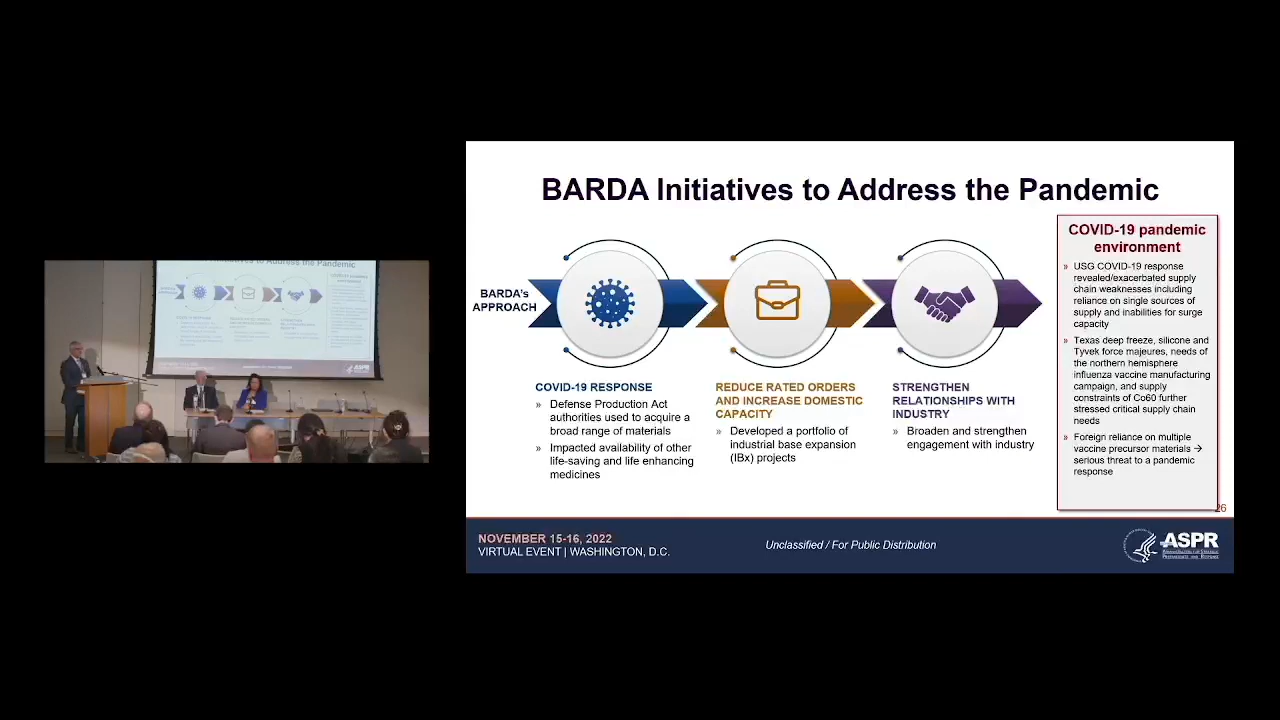 BARDA Initiatives to Address the Pandemic
BARDA's
APPROACH
COVID-19 RESPONSE
» Defense Production Act
authorities used to acquire a
broad range of materials
» Impacted availability of other
life-saving and life enhancing
medicines
REDUCE RATED ORDERS
AND INCREASE DOMESTIC
CAPACITY
» Developed a portfolio of
industrial base expansion
(IBx) projects
STRENGTHEN
RELATIONSHIPS WITH
INDUSTRY
» Broaden and strengthen
engagement with industry
COVID-19 pandemic
environment
» USG COVID-19 response
revealed/exacerbated supply
chain weaknesses including
reliance on single sources of
supply and inabilities for surge
capacity
» Texas deep freeze, silicone and
Tyvek force majeures, needs of
the northern hemisphere
influenza vaccine manufacturing
campaign, and supply
constraints of Co60 further
stressed critical supply chain
needs
» Foreign reliance on multiple
vaccine precursor materials →
serious threat to a pandemic
response
26
NOVEMBER 15-16, 2022
VIRTUAL EVENT | WASHINGTON, D.C.
Unclassified / For Public Distribution
ASPR
Initiatives to Address the Pandemic
ASPR